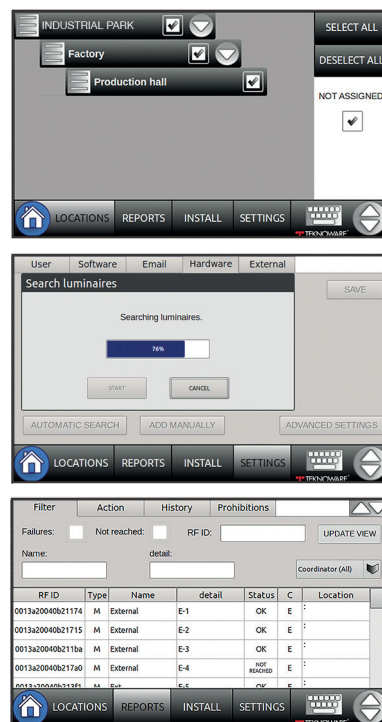 INDUSTRIAL PARK
SELECT ALL
Factory
DESELECT ALL
Production hall
NOT ASSIGNED
LOCATIONS REPORTS INSTALL SETTINGS
TEKNOWARE
User Software Email Hardware External
Search luminaires
SAVE
Searching luminaires.
76%
START CANCEL
AUTOMATIC SEARCH ADD MANUALLY ADVANCED SETTINGS
LOCATIONS REPORTS INSTALL SETTINGS
TEKNOWARE
Filter Action History Prohibitions
Failures: Not reached: RF ID: UPDATE VIEW
Name: detail:
Coordinator (All)
RF ID Type Name detail Status C Location
0013a20040b21174 M External E-1 OK E :
0013a20040b21715 M External E-2 OK E :
0013a20040b211ba M External E-3 OK E :
0013a20040b217a0 M External E-4 NOT REACHED E :
0013a20040b213f1 M Ext E-5 OK E
LOCATIONS REPORTS INSTALL SETTINGS
TEKNOWARE